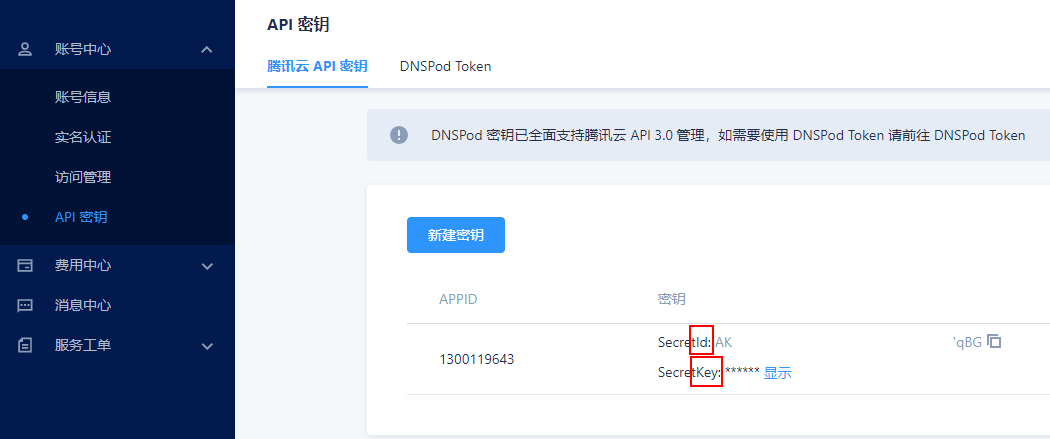 API 密钥
腾讯云 API 密钥
DNSPod Token
账号中心
账号信息
实名认证
访问管理
API 密钥
费用中心
消息中心
服务工单
DNSPod 密钥已全面支持腾讯云 API 3.0 管理，如需要使用 DNSPod Token 请前往 DNSPod Token
新建密钥
APPID
密钥
1300119643
SecretId: AK 'qBG
SecretKey: ****** 显示